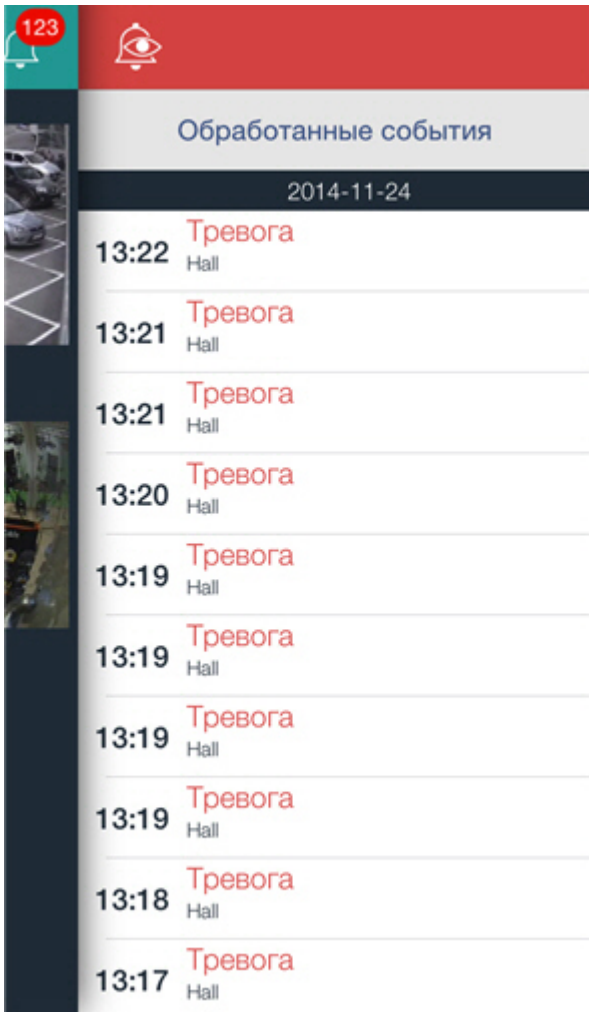 123
Обработанные события
2014-11-24
13:22 Тревога
Hall
13:21 Тревога
Hall
13:21 Тревога
Hall
13:20 Тревога
Hall
13:19 Тревога
Hall
13:19 Тревога
Hall
13:19 Тревога
Hall
13:19 Тревога
Hall
13:18 Тревога
Hall
13:17 Тревога
Hall